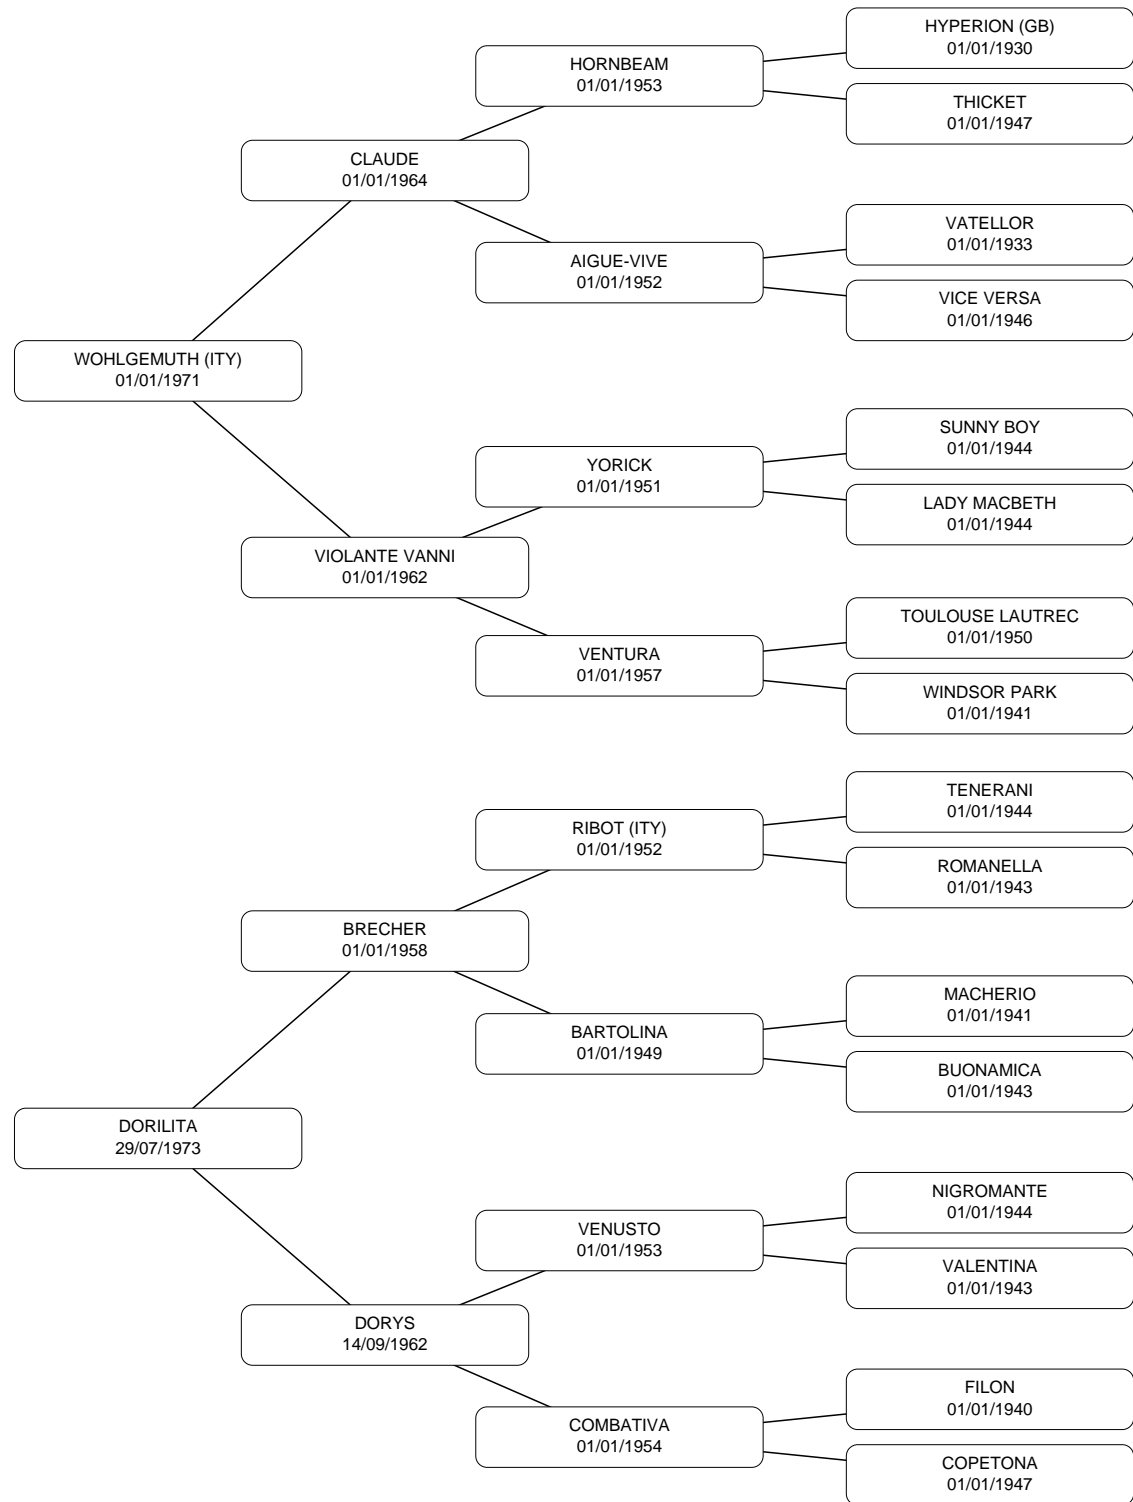 HYPERION (GB)
01/01/1930
HORNBEAM
01/01/1953
THICKET
01/01/1947
CLAUDE
01/01/1964
VATELLOR
01/01/1933
AIGUE-VIVE
01/01/1952
VICE VERSA
01/01/1946
WOHLGEMUTH (ITY)
01/01/1971
SUNNY BOY
01/01/1944
YORICK
01/01/1951
LADY MACBETH
01/01/1944
VIOLANTE VANNI
01/01/1962
TOULOUSE LAUTREC
01/01/1950
VENTURA
01/01/1957
WINDSOR PARK
01/01/1941
TENERANI
01/01/1944
RIBOT (ITY)
01/01/1952
ROMANELLA
01/01/1943
BRECHER
01/01/1958
MACHERIO
01/01/1941
BARTOLINA
01/01/1949
BUONAMICA
01/01/1943
DORILITA
29/07/1973
NIGROMANTE
01/01/1944
VENUSTO
01/01/1953
VALENTINA
01/01/1943
DORYS
14/09/1962
FILON
01/01/1940
COMBATIVA
01/01/1954
COPETONA
01/01/1947